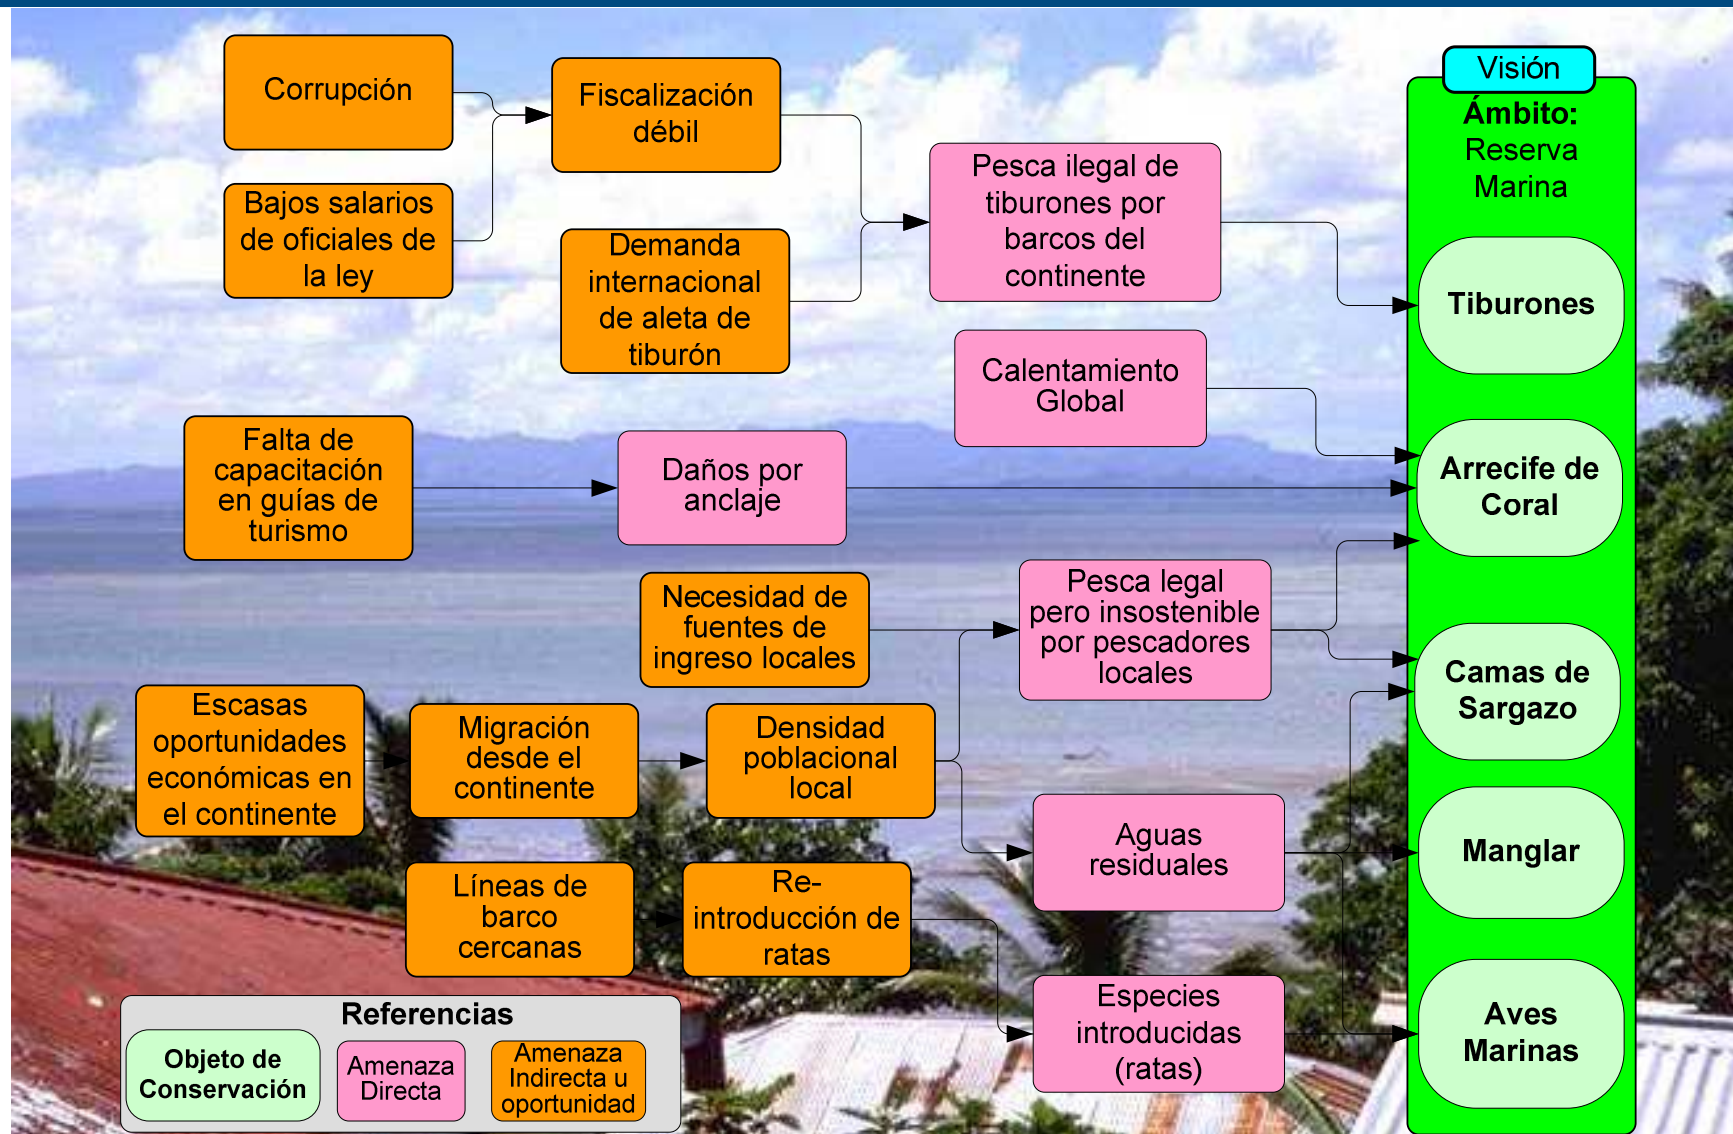 Corrupción
Bajos salarios
de oficiales de
la ley
Fiscalización
débil
Demanda
internacional
de aleta de
tiburón
Pesca ilegal de
tiburones por
barcos del
continente
Calentamiento
Global
Falta de
capacitación
en guías de
turismo
Daños por
anclaje
Necesidad de
fuentes de
ingreso locales
Pesca legal
pero insostenible
por pescadores
locales
Escasas
oportunidades
económicas en
el continente
Migración
desde el
continente
Densidad
poblacional
local
Aguas
residuales
Líneas de
barco
cercanas
Re-
introducción de
ratas
Especies
introducidas
(ratas)
Visión
Ámbito:
Reserva
Marina
Tiburones
Arrecife de
Coral
Camas de
Sargazo
Manglar
Aves
Marinas
Referencias
Objeto de
Conservación
Amenaza
Directa
Amenaza
Indirecta u
oportunidad